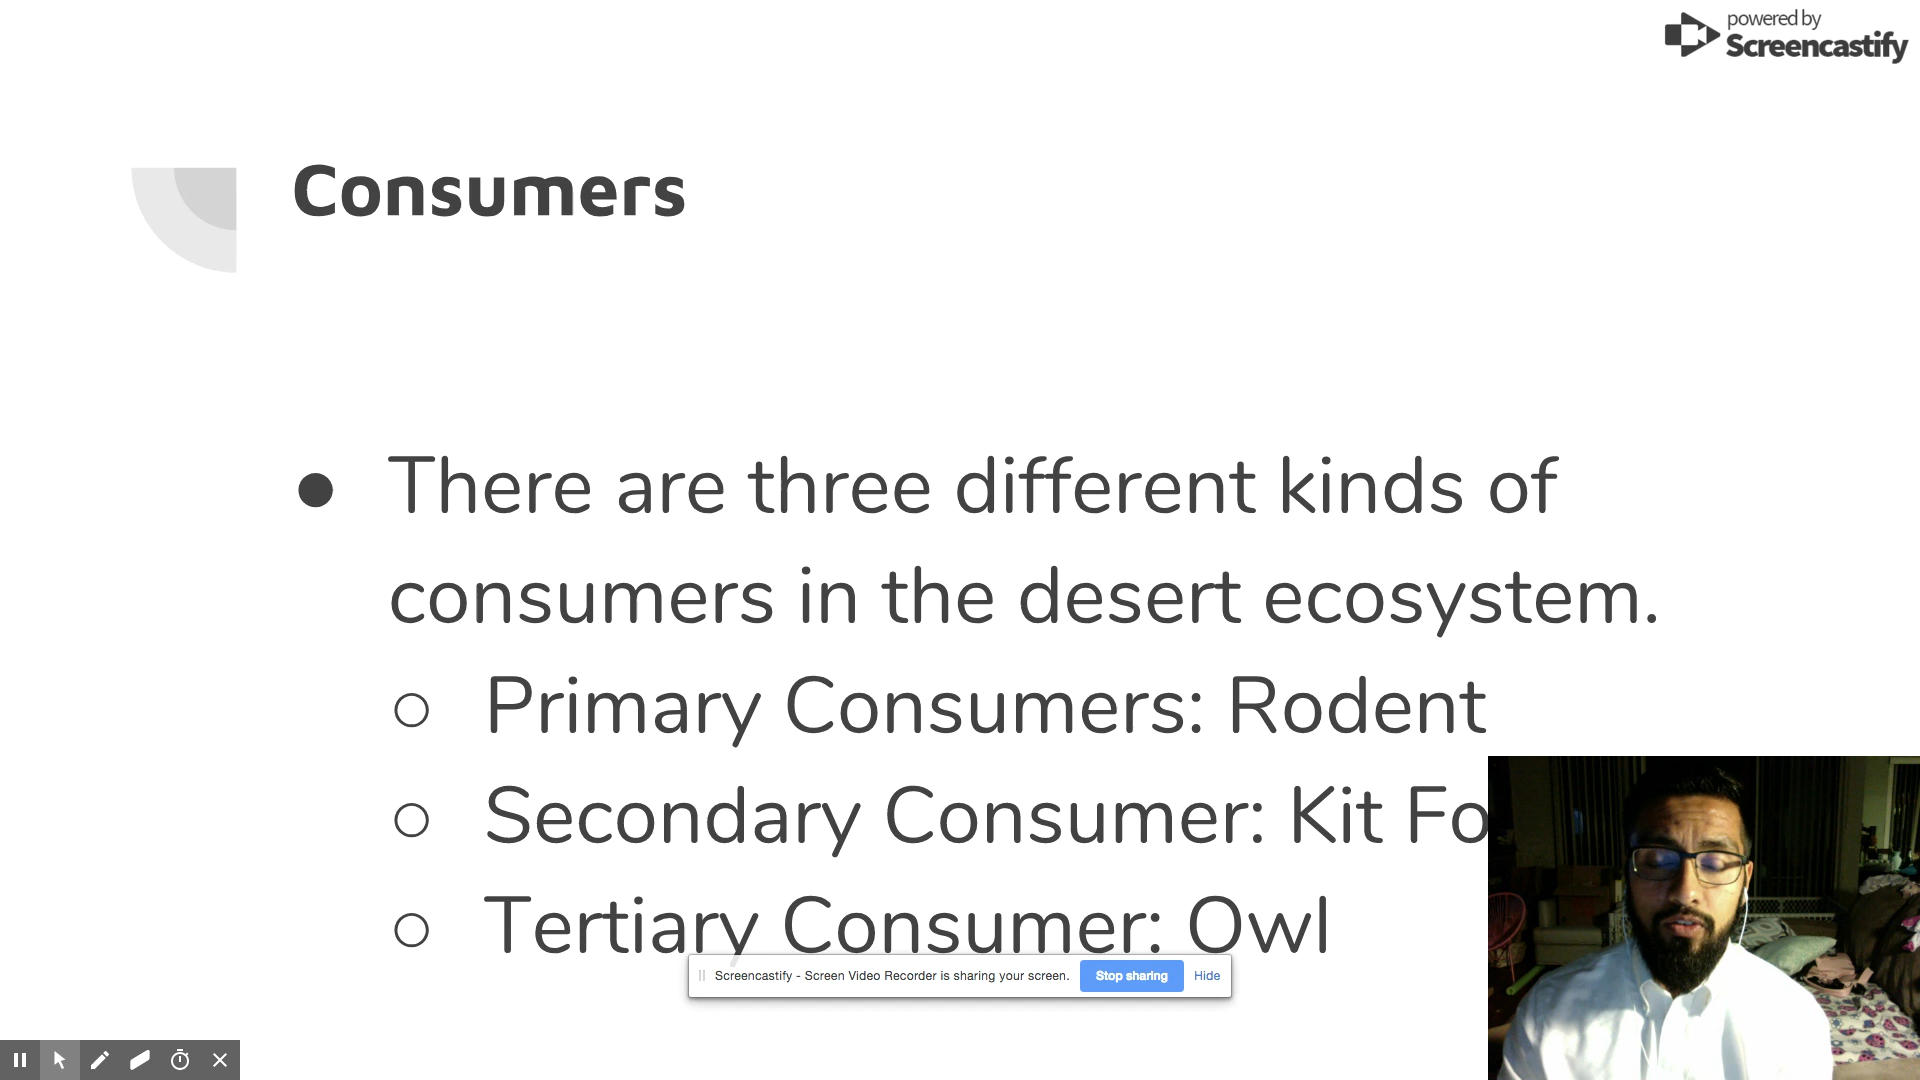 powered by
Screencastify
Consumers
There are three different kinds of
consumers in the desert ecosystem.
Primary Consumers: Rodent
Secondary Consumer: Kit Fo
Tertiary Consumer: Owl
Screencastify - Screen Video Recorder is sharing your screen. Stop sharing Hide